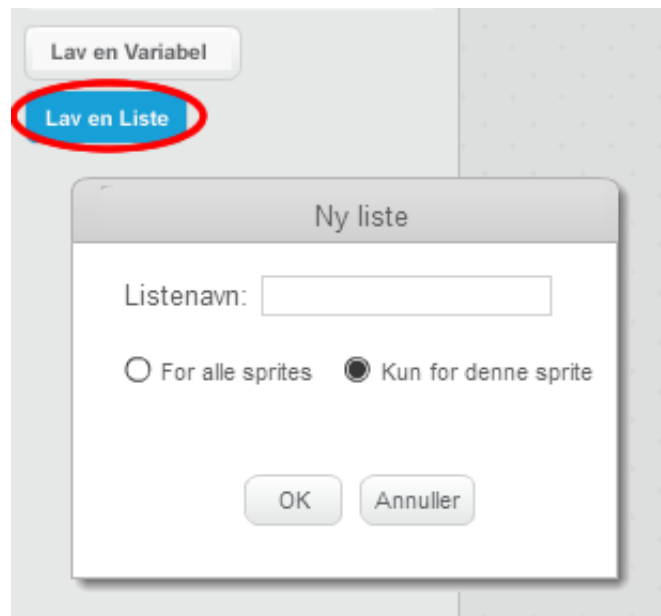 Lav en Variabel
Lav en Liste
Ny liste
Listenavn:
For alle sprites Kun for denne sprite
OK Annuller